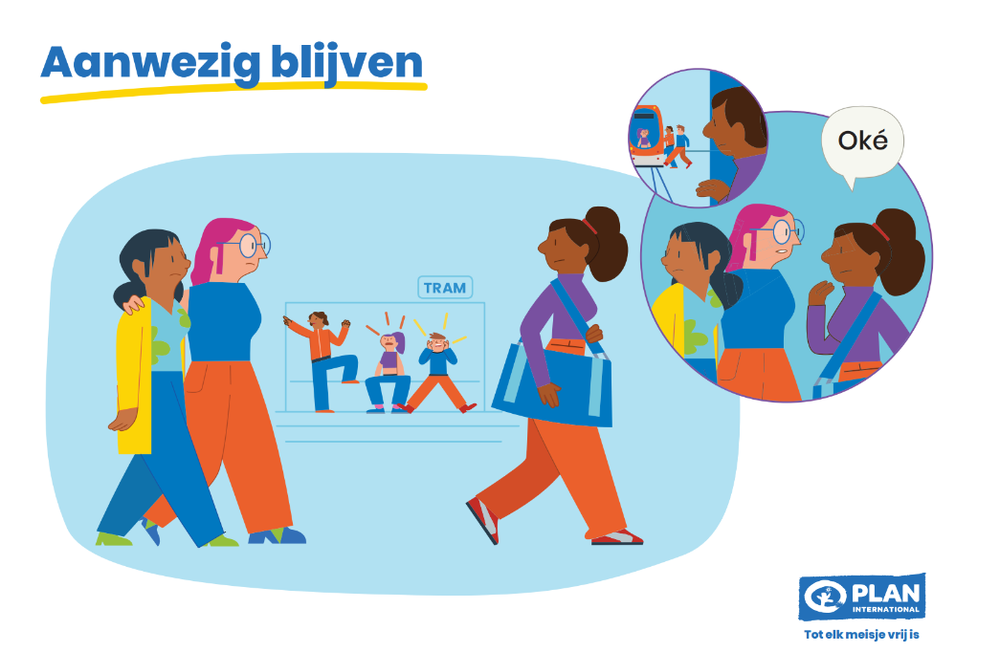 Aanwezig blijven
Oké
TRAM
PLAN
INTERNATIONAL
Tot elk meisje vrij is